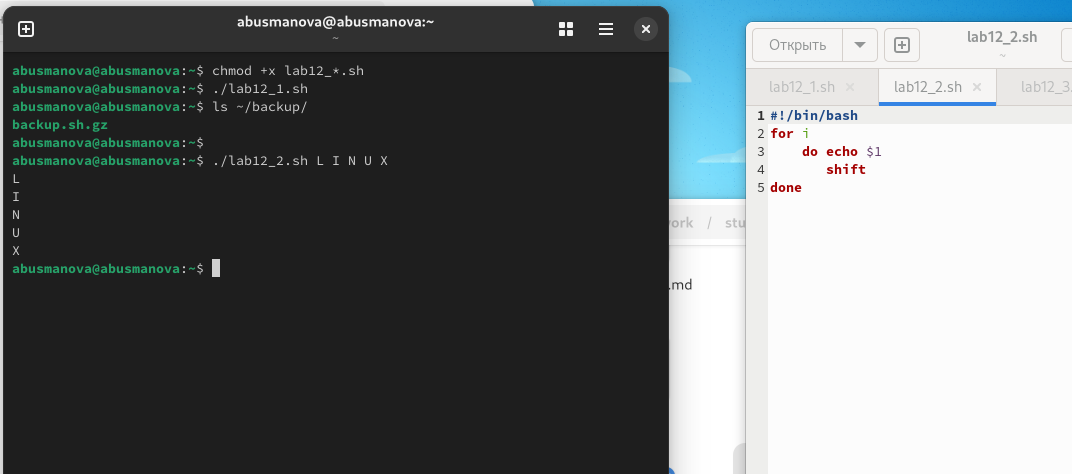 abusmanova@abusmanova:~
~
abusmanova@abusmanova:~$ chmod +x lab12_*.sh
abusmanova@abusmanova:~$ ./lab12_1.sh
abusmanova@abusmanova:~$ ls ~/backup/
backup.sh.gz
abusmanova@abusmanova:~$
abusmanova@abusmanova:~$ ./lab12_2.sh L I N U X
L
I
N
U
X
abusmanova@abusmanova:~$
work / stu
.md
Открыть
lab12_2.sh
~
lab12_1.sh
lab12_2.sh
lab12_3.
1 #!/bin/bash
2 for i
3 do echo $1
4 shift
5 done